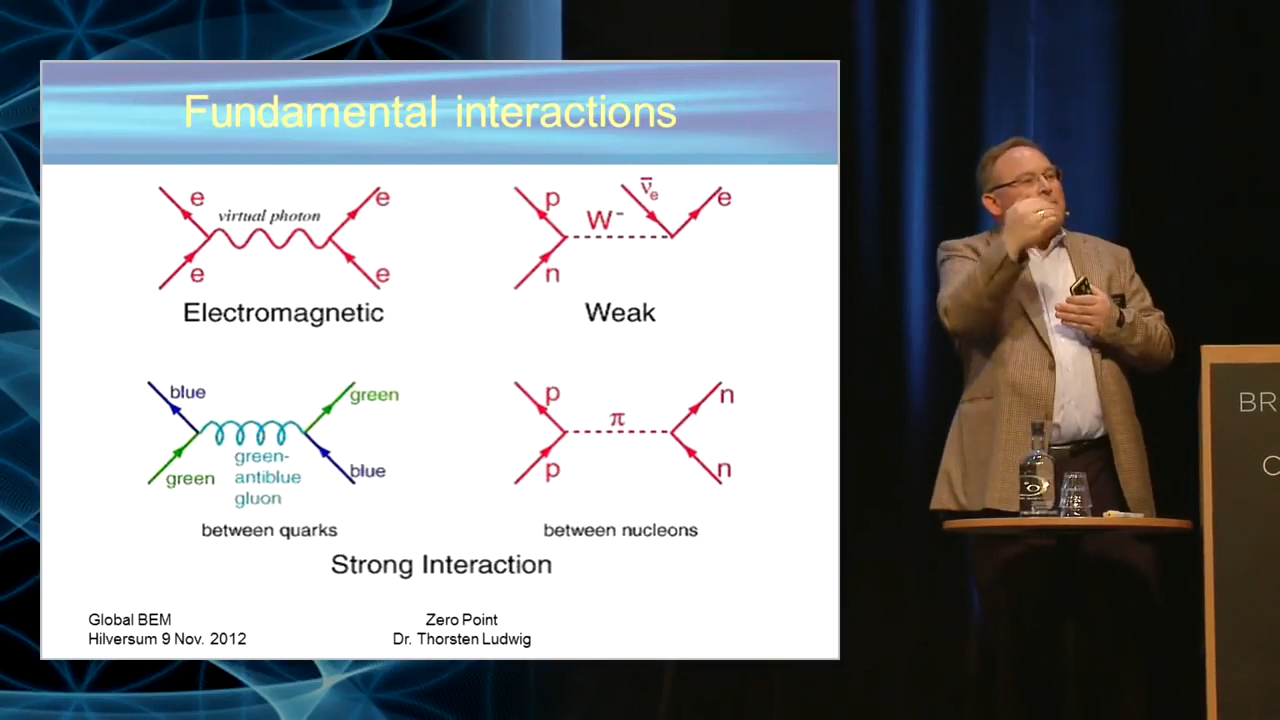 Fundamental interactions
e
virtual photon
e
e
e
Electromagnetic
p
W⁻
ν̅e
e
n
Weak
blue
green
green
green-
antiblue
gluon
blue
between quarks
p
π
n
p
n
between nucleons
Strong Interaction
Global BEM
Hilversum 9 Nov. 2012
Zero Point
Dr. Thorsten Ludwig
BR
C